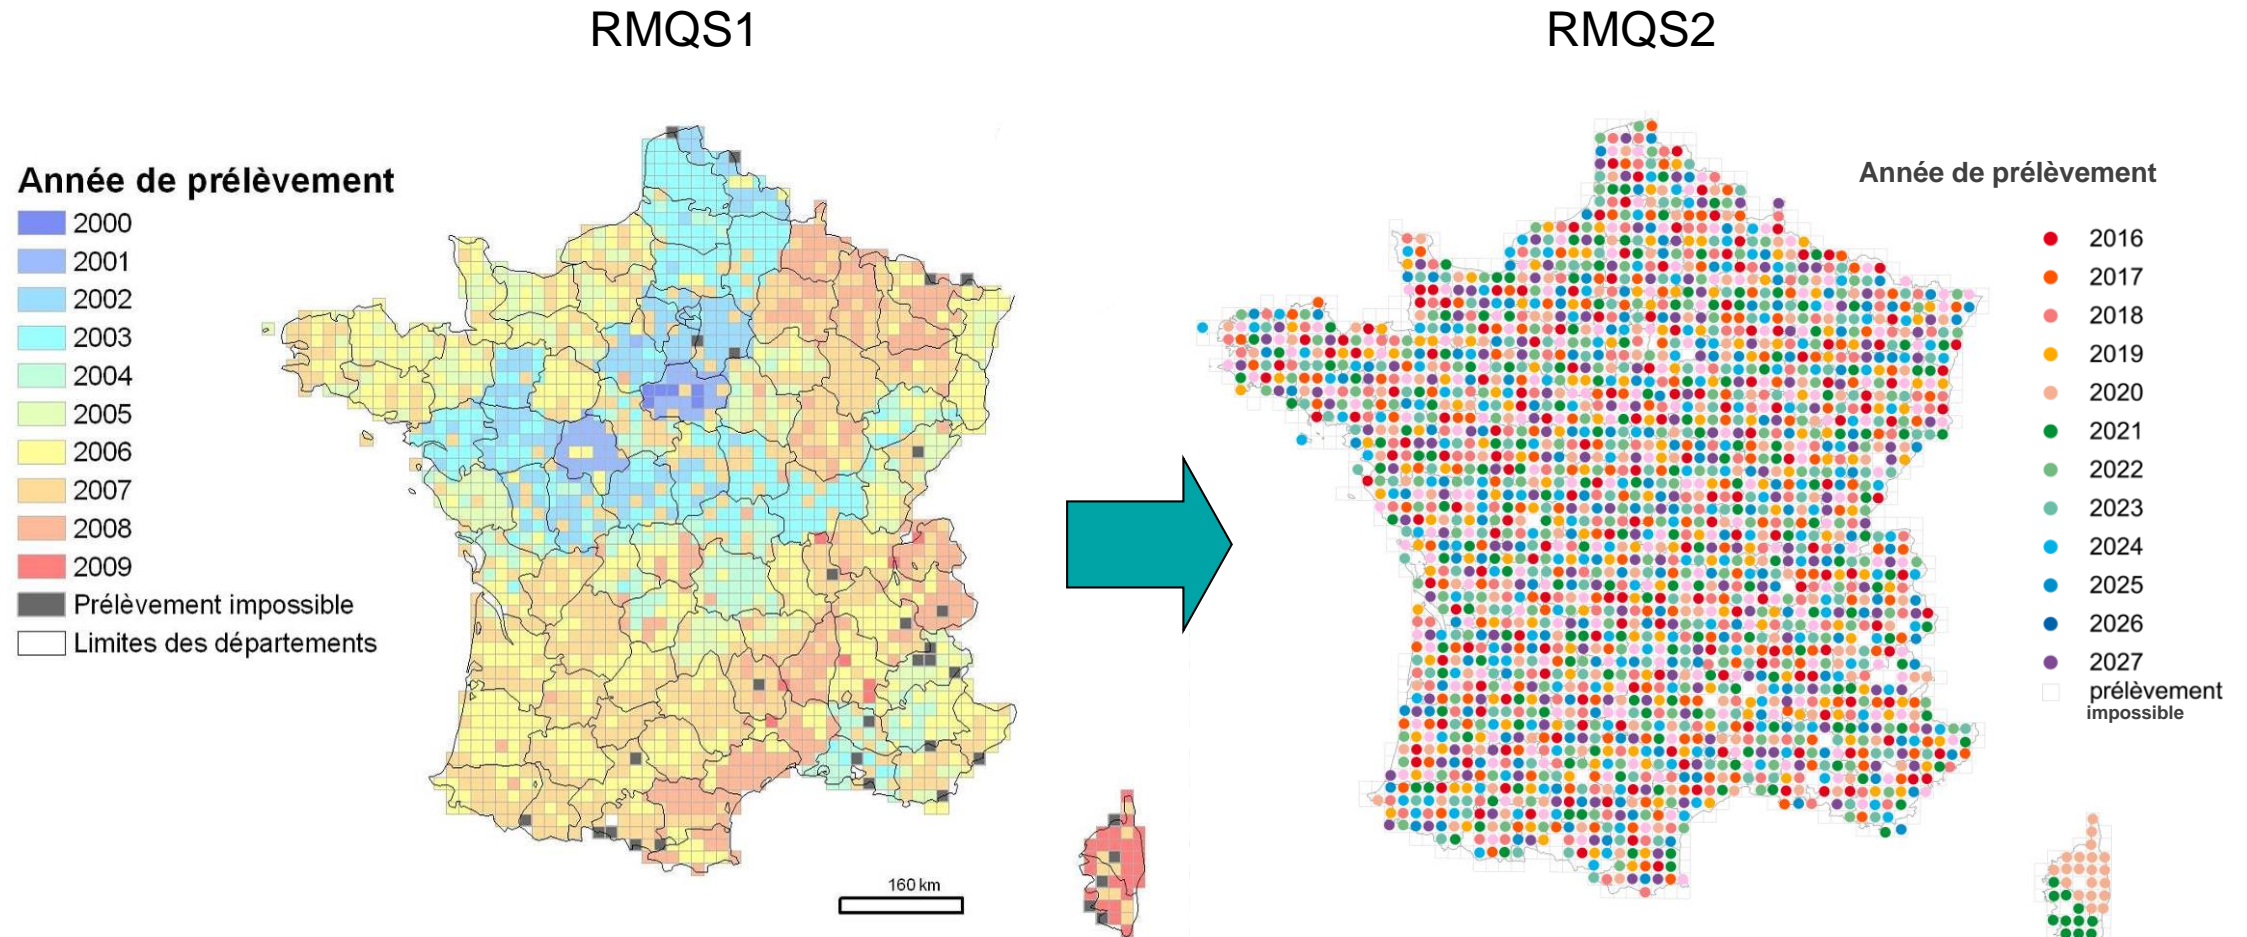 RMQS1
RMQS2
Année de prélèvement
2000
2001
2002
2003
2004
2005
2006
2007
2008
2009
Prélèvement impossible
Limites des départements
160 km
Année de prélèvement
2016
2017
2018
2019
2020
2021
2022
2023
2024
2025
2026
2027
prélèvement
impossible